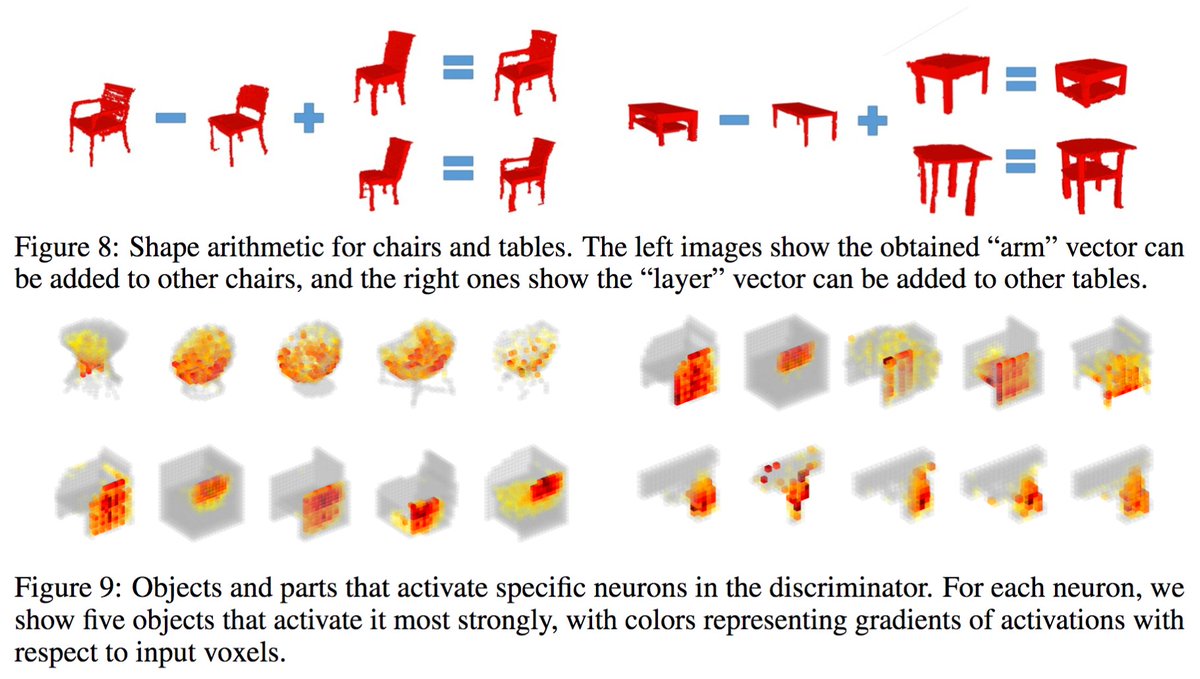 Figure 8: Shape arithmetic for chairs and tables. The left images show the obtained “arm” vector can
be added to other chairs, and the right ones show the “layer” vector can be added to other tables.
Figure 9: Objects and parts that activate specific neurons in the discriminator. For each neuron, we
show five objects that activate it most strongly, with colors representing gradients of activations with
respect to input voxels.